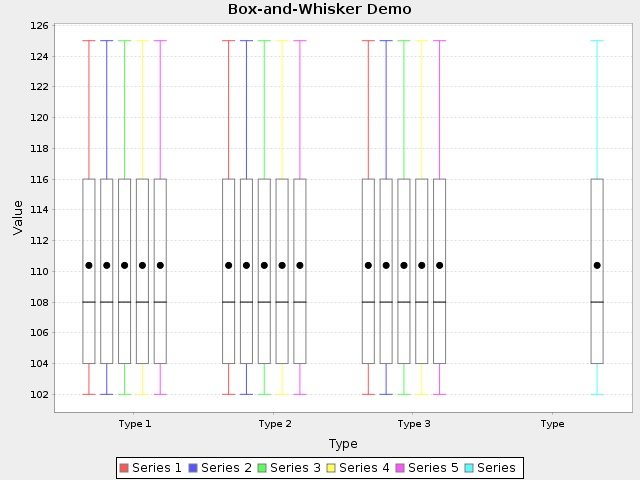 Box-and-Whisker Demo
126
124
122
120
118
116
114
112
110
108
106
104
102
Value
Type 1 Type 2 Type 3 Type
Type
Series 1 Series 2 Series 3 Series 4 Series 5 Series